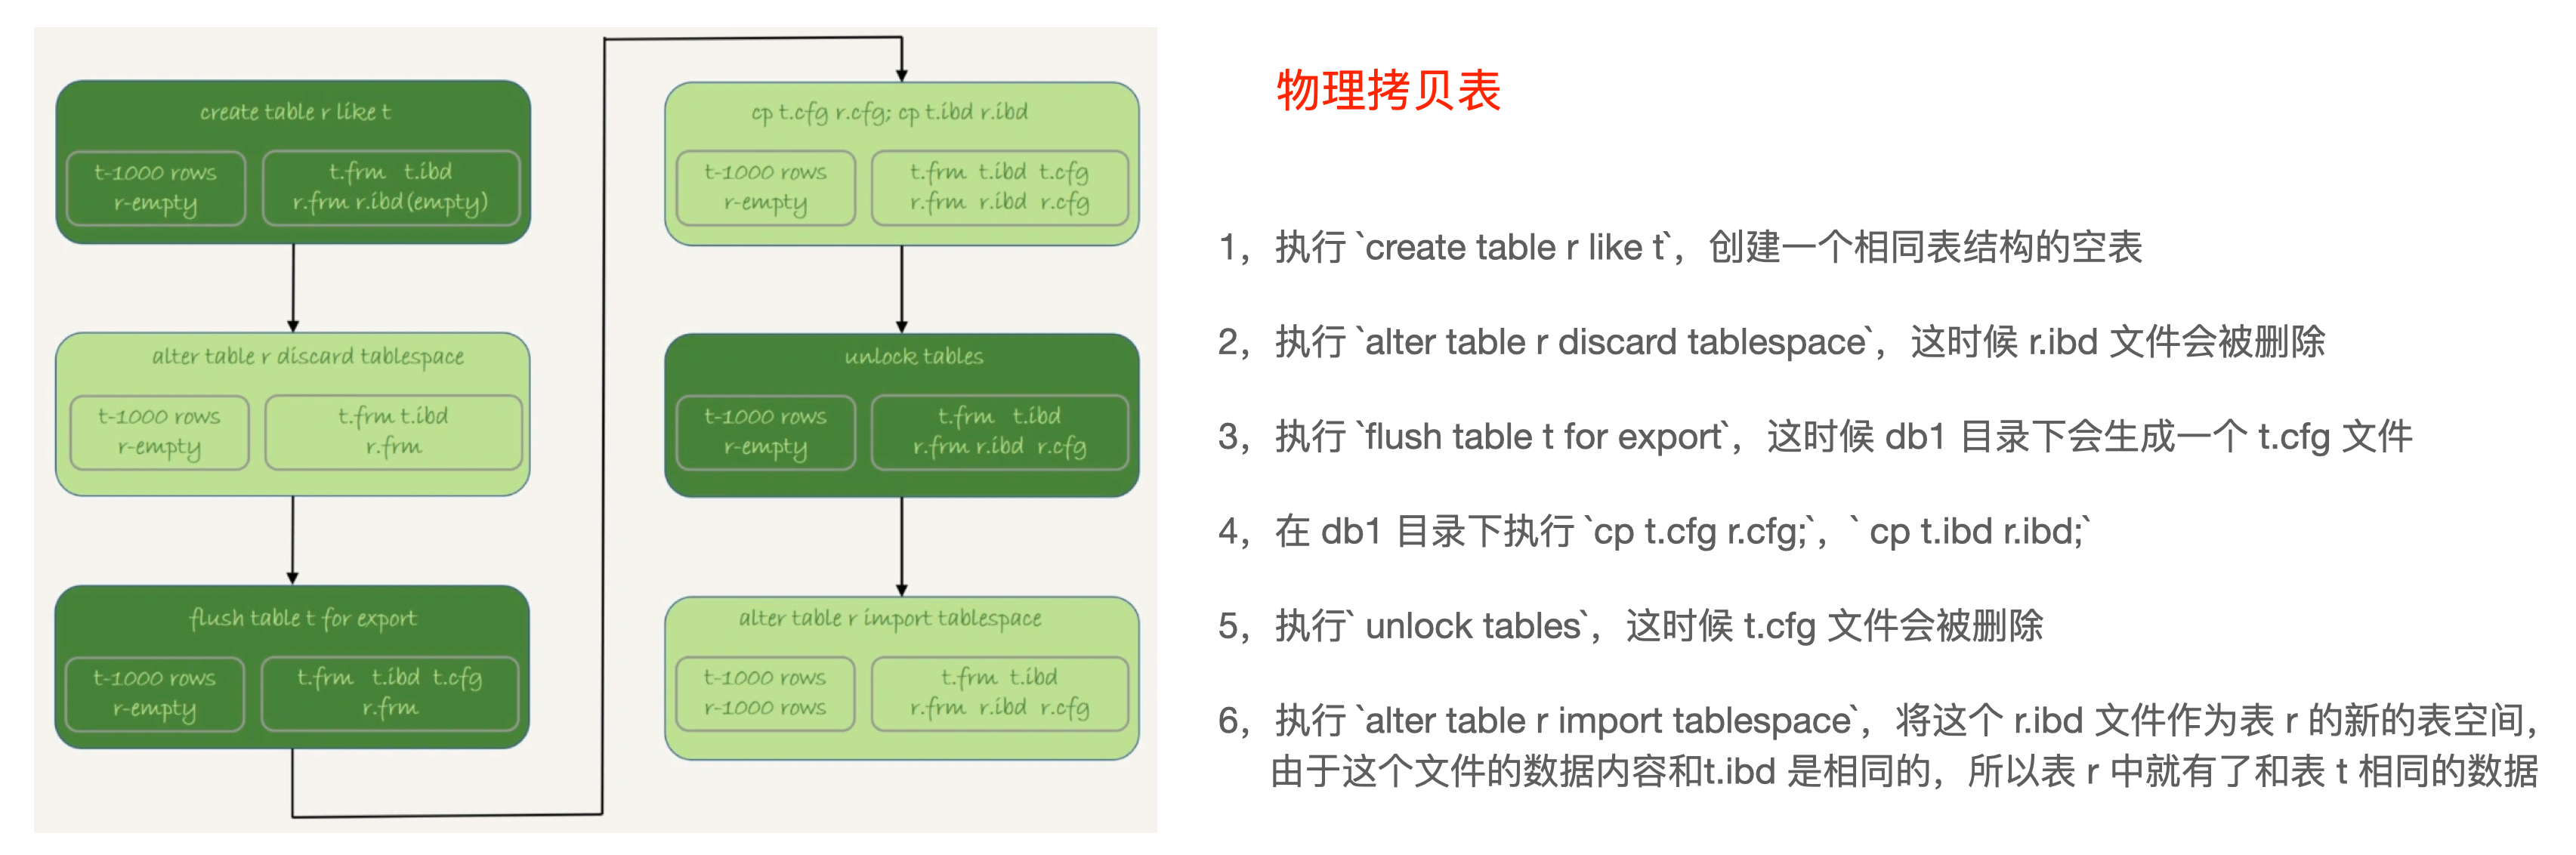 create table r like t
t-1000 rows
r-empty
t.frm t.ibd
r.frm r.ibd(empty)
alter table r discard tablespace
t-1000 rows
r-empty
t.frm t.ibd
r.frm
flush table t for export
t-1000 rows
r-empty
t.frm t.ibd t.cfg
r.frm
cp t.cfg r.cfg; cp t.ibd r.ibd
t-1000 rows
r-empty
t.frm t.ibd t.cfg
r.frm r.ibd r.cfg
unlock tables
t-1000 rows
r-empty
t.frm t.ibd
r.frm r.ibd r.cfg
alter table r import tablespace
t-1000 rows
r-1000 rows
t.frm t.ibd
r.frm r.ibd r.cfg
物理拷贝表
1，执行 `create table r like t`，创建一个相同表结构的空表
2，执行 `alter table r discard tablespace`，这时候 r.ibd 文件会被删除
3，执行 `flush table t for export`，这时候 db1 目录下会生成一个 t.cfg 文件
4，在 db1 目录下执行 `cp t.cfg r.cfg;`，` cp t.ibd r.ibd;`
5，执行` unlock tables`，这时候 t.cfg 文件会被删除
6，执行 `alter table r import tablespace`，将这个 r.ibd 文件作为表 r 的新的表空间，
由于这个文件的数据内容和t.ibd 是相同的，所以表 r 中就有了和表 t 相同的数据